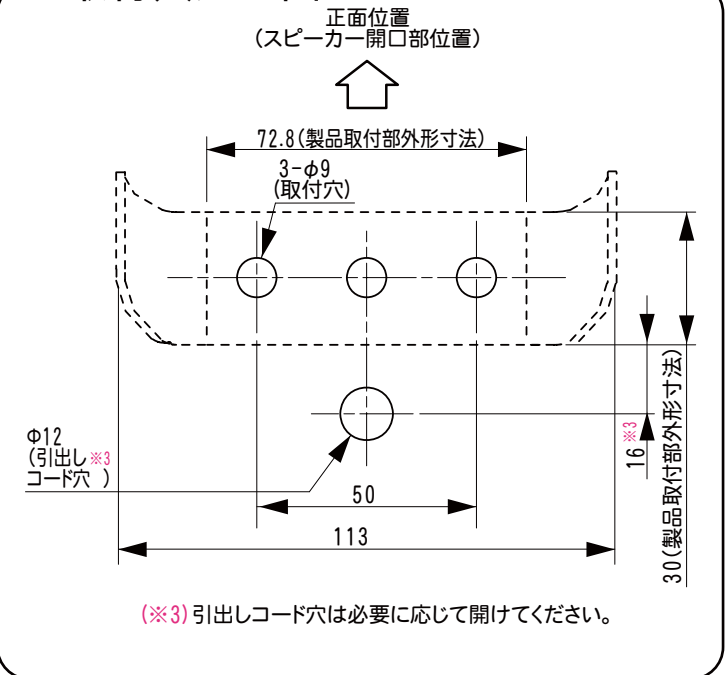 正面位置
(スピーカー開口部位置)
72.8(製品取付部外形寸法)
3-φ9
(取付穴)
Φ12
(引出し※3
コード穴 )
50
113
16※3
30(製品取付部外形寸法)
(※3)引出しコード穴は必要に応じて開けてください。